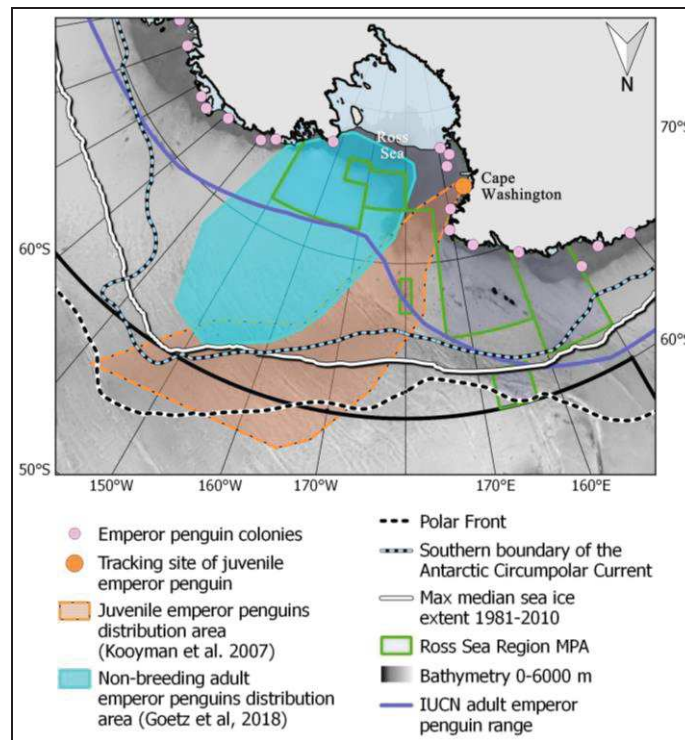 N
Ross
Sea
Cape
Washington
70°S
60°S
60°S
50°S
150°W
160°W
170°W
170°E
160°E
Emperor penguin colonies
Tracking site of juvenile
emperor penguin
Juvenile emperor penguins
distribution area
(Kooyman et al. 2007)
Non-breeding adult
emperor penguins distribution
area (Goetz et al, 2018)
Polar Front
Southern boundary of the
Antarctic Circumpolar Current
Max median sea ice
extent 1981-2010
Ross Sea Region MPA
Bathymetry 0-6000 m
IUCN adult emperor
penguin range